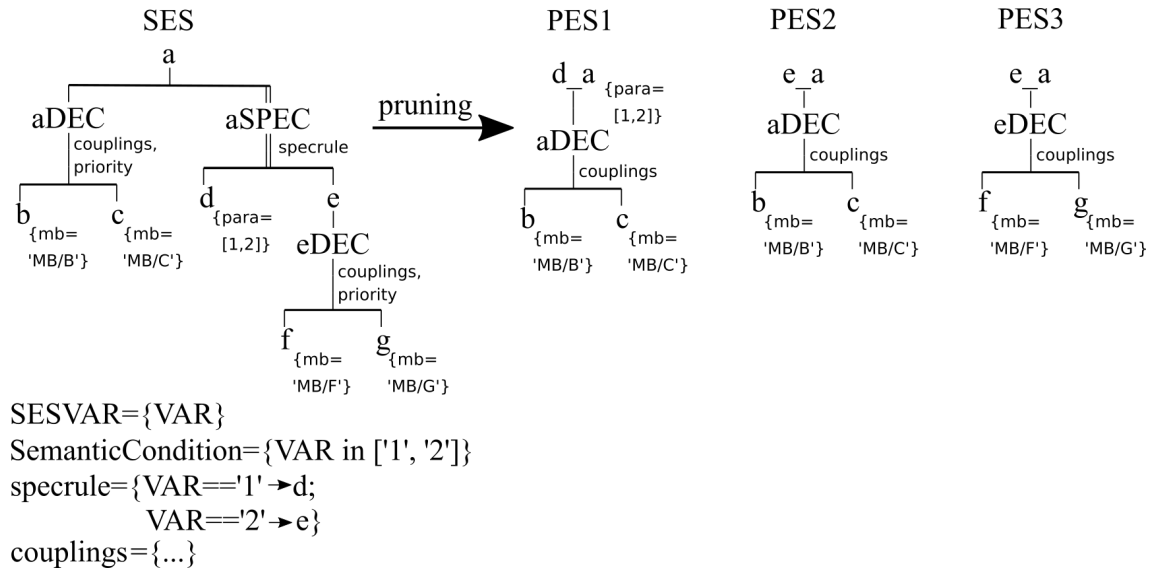 SES
PES1
PES2
PES3
a
d_a
{para=
[1,2]}
e_a
e_a
aDEC
couplings,
priority
aSPEC
specrule
pruning
aDEC
couplings
aDEC
couplings
eDEC
couplings
b
{mb=
'MB/B'}
c
{mb=
'MB/C'}
d
{para=
[1,2]}
e
b
{mb=
'MB/B'}
c
{mb=
'MB/C'}
b
{mb=
'MB/B'}
c
{mb=
'MB/C'}
f
{mb=
'MB/F'}
g
{mb=
'MB/G'}
eDEC
couplings,
priority
f
{mb=
'MB/F'}
g
{mb=
'MB/G'}
SESVAR={VAR}
SemanticCondition={VAR in ['1', '2']}
specrule={VAR=='1'→d;
VAR=='2'→e}
couplings={...}